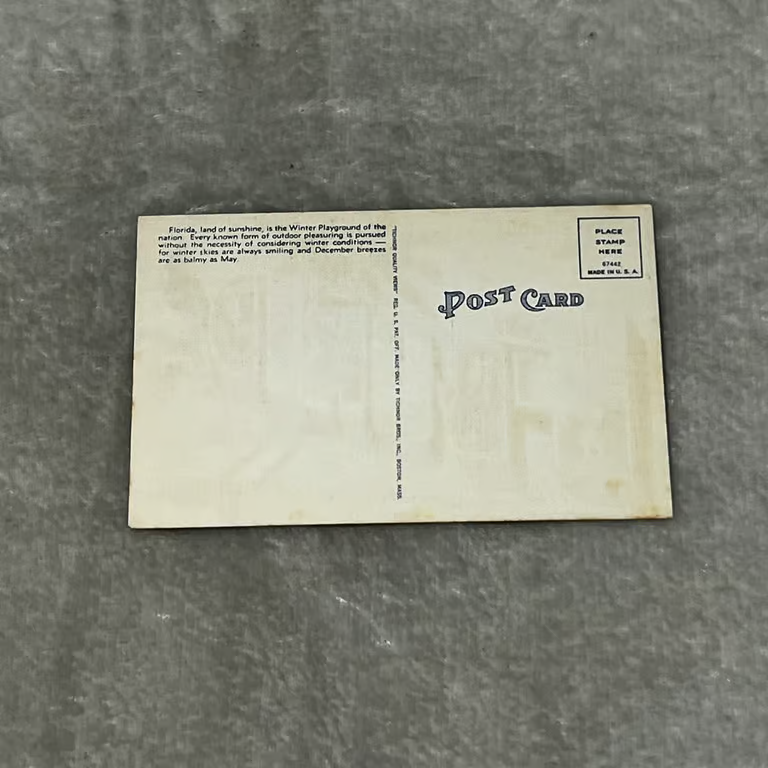 Florida, land of sunshine, is the Winter Playground of the
nation. Every known form of outdoor pleasuring is pursued
without the necessity of considering winter conditions —
for winter skies are always smiling and December breezes
are as balmy as May.
"TICHNOR QUALITY VIEWS" REG. U. S. PAT. OFF. MADE ONLY BY TICHNOR BROS., INC., BOSTON, MASS.
POST CARD
PLACE
STAMP
HERE
67442
MADE IN U. S. A.